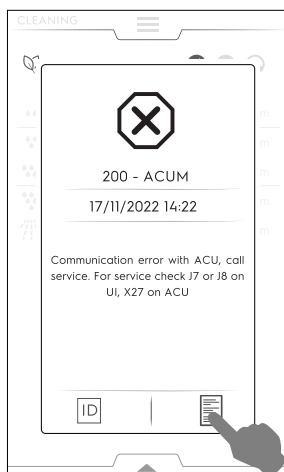 CLEANING
m
m
m
m
m
200 - ACUM
17/11/2022 14:22
Communication error with ACU, call
service. For service check J7 or J8 on
UI, X27 on ACU
ID